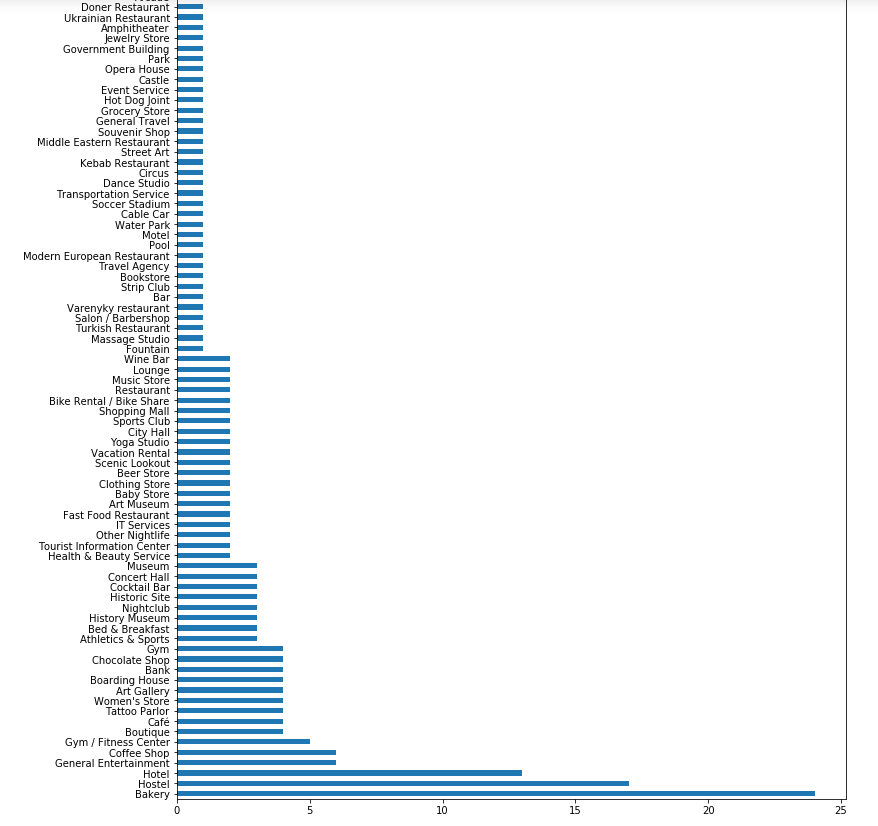 Doner Restaurant
Ukrainian Restaurant
Amphitheater
Jewelry Store
Government Building
Park
Opera House
Castle
Event Service
Hot Dog Joint
Grocery Store
General Travel
Souvenir Shop
Middle Eastern Restaurant
Street Art
Kebab Restaurant
Circus
Dance Studio
Transportation Service
Soccer Stadium
Cable Car
Water Park
Motel
Pool
Modern European Restaurant
Travel Agency
Bookstore
Strip Club
Bar
Varenyky restaurant
Salon / Barbershop
Turkish Restaurant
Massage Studio
Fountain
Wine Bar
Lounge
Music Store
Restaurant
Bike Rental / Bike Share
Shopping Mall
Sports Club
City Hall
Yoga Studio
Vacation Rental
Scenic Lookout
Beer Store
Clothing Store
Baby Store
Art Museum
Fast Food Restaurant
IT Services
Other Nightlife
Tourist Information Center
Health & Beauty Service
Museum
Concert Hall
Cocktail Bar
Historic Site
Nightclub
History Museum
Bed & Breakfast
Athletics & Sports
Gym
Chocolate Shop
Bank
Boarding House
Art Gallery
Women's Store
Tattoo Parlor
Café
Boutique
Gym / Fitness Center
Coffee Shop
General Entertainment
Hotel
Hostel
Bakery
0 5 10 15 20 25